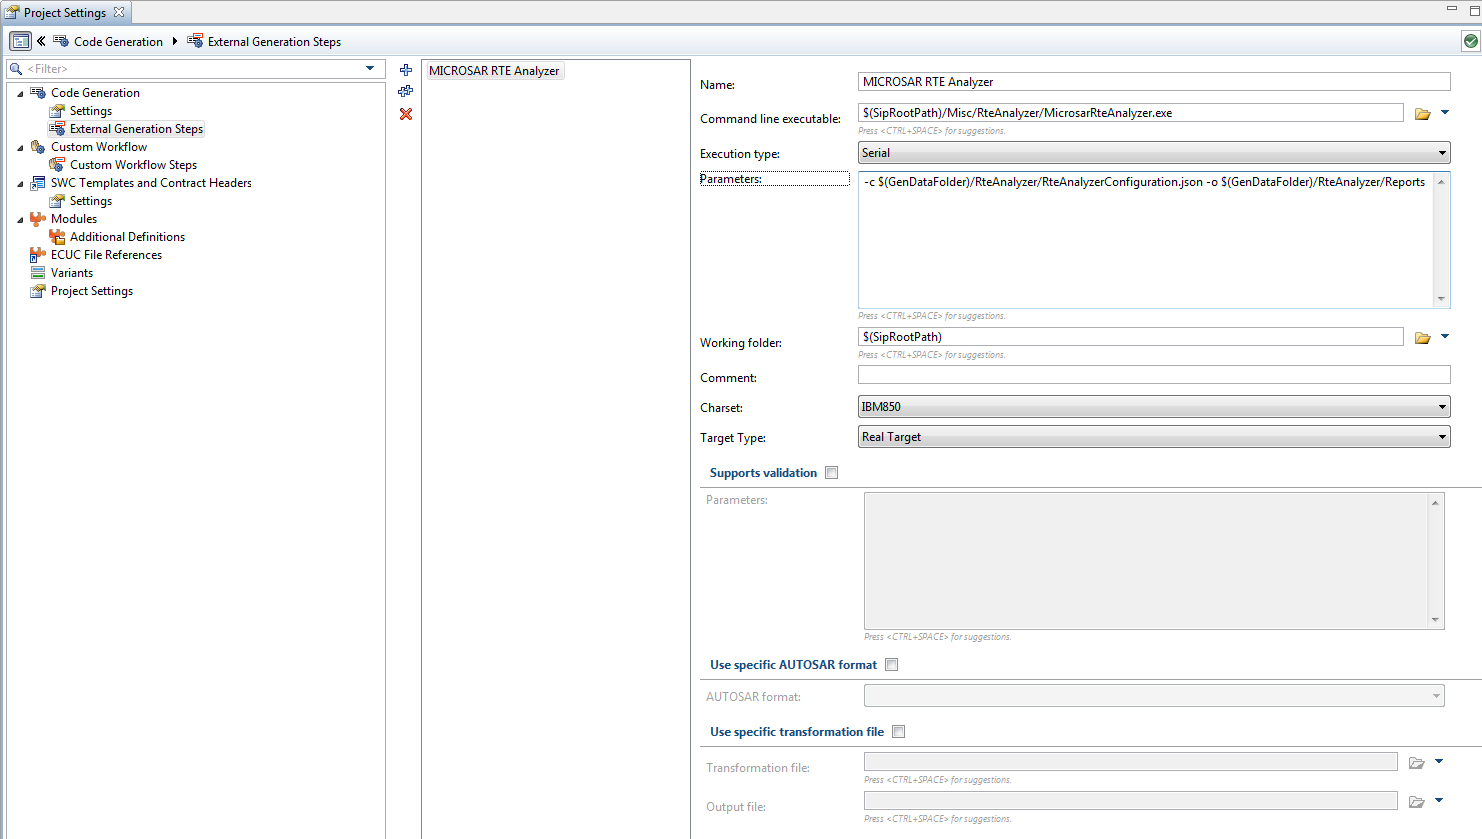 Project Settings
Code Generation
External Generation Steps
<Filter>
Code Generation
Settings
External Generation Steps
Custom Workflow
Custom Workflow Steps
SWC Templates and Contract Headers
Settings
Modules
Additional Definitions
ECUC File References
Variants
Project Settings
MICROSAR RTE Analyzer
Name: MICROSAR RTE Analyzer
Command line executable: $(SipRootPath)/Misc/RteAnalyzer/MicrosarRteAnalyzer.exe
Press <CTRL+SPACE> for suggestions.
Execution type: Serial
Parameters: -c $(GenDataFolder)/RteAnalyzer/RteAnalyzerConfiguration.json -o $(GenDataFolder)/RteAnalyzer/Reports
Press <CTRL+SPACE> for suggestions.
Working folder: $(SipRootPath)
Press <CTRL+SPACE> for suggestions.
Comment:
Charset: IBM850
Target Type: Real Target
Supports validation
Parameters:
Press <CTRL+SPACE> for suggestions.
Use specific AUTOSAR format
AUTOSAR format:
Use specific transformation file
Transformation file:
Press <CTRL+SPACE> for suggestions.
Output file:
Press <CTRL+SPACE> for suggestions.